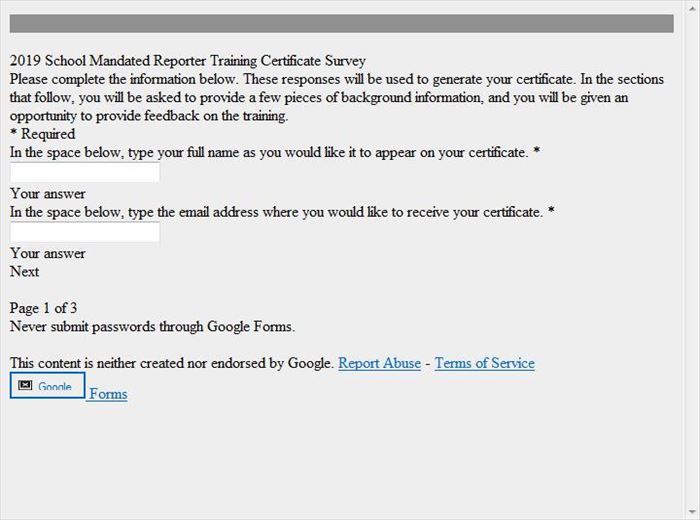 2019 School Mandated Reporter Training Certificate Survey
Please complete the information below. These responses will be used to generate your certificate. In the sections
that follow, you will be asked to provide a few pieces of background information, and you will be given an
opportunity to provide feedback on the training.
* Required
In the space below, type your full name as you would like it to appear on your certificate. *
Your answer
In the space below, type the email address where you would like to receive your certificate. *
Your answer
Next
Page 1 of 3
Never submit passwords through Google Forms.
This content is neither created nor endorsed by Google. Report Abuse - Terms of Service
Google Forms